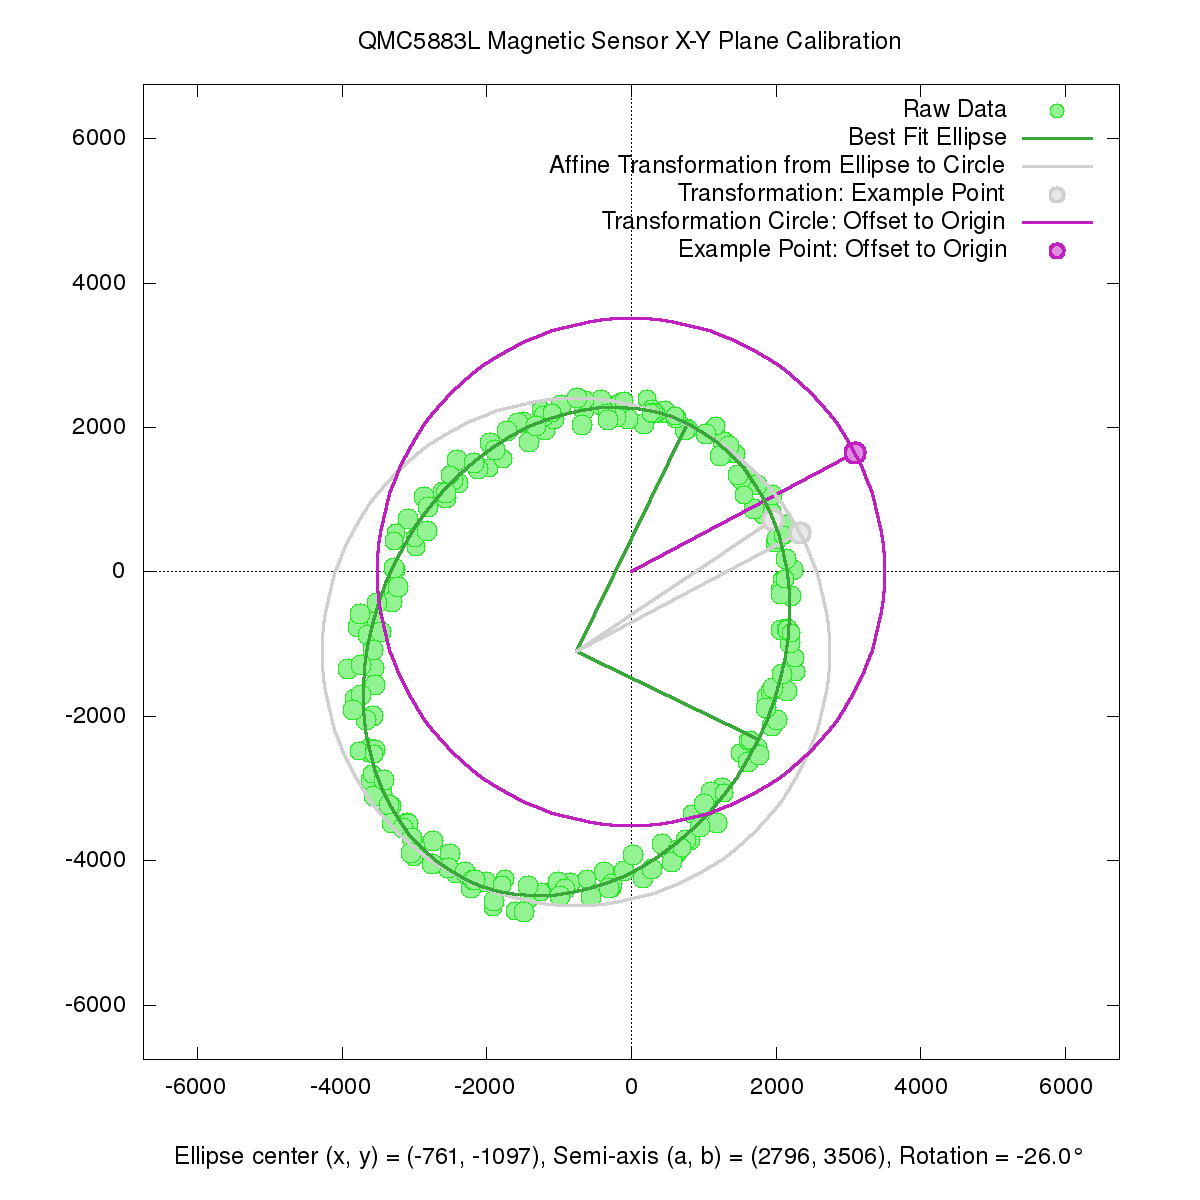 QMC5883L Magnetic Sensor X-Y Plane Calibration
Raw Data
Best Fit Ellipse
Affine Transformation from Ellipse to Circle
Transformation: Example Point
Transformation Circle: Offset to Origin
Example Point: Offset to Origin
6000
4000
2000
0
-2000
-4000
-6000
-6000 -4000 -2000 0 2000 4000 6000
Ellipse center (x, y) = (-761, -1097), Semi-axis (a, b) = (2796, 3506), Rotation = -26.0°